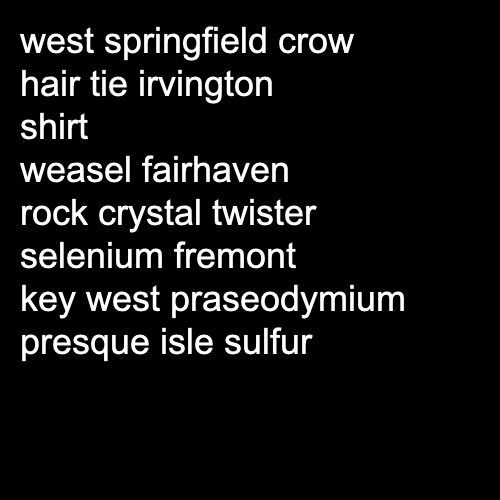 west springfield crow
hair tie irvington
shirt
weasel fairhaven
rock crystal twister
selenium fremont
key west praseodymium
presque isle sulfur